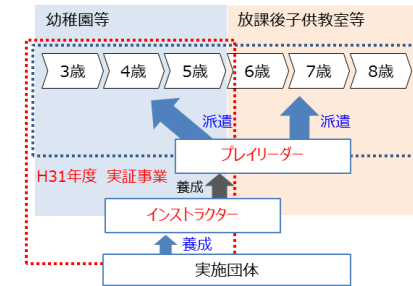 幼稚園等
放課後子供教室等
3歳
4歳
5歳
6歳
7歳
8歳
派遣
派遣
プレイリーダー
H31年度 実証事業
養成
インストラクター
養成
実施団体